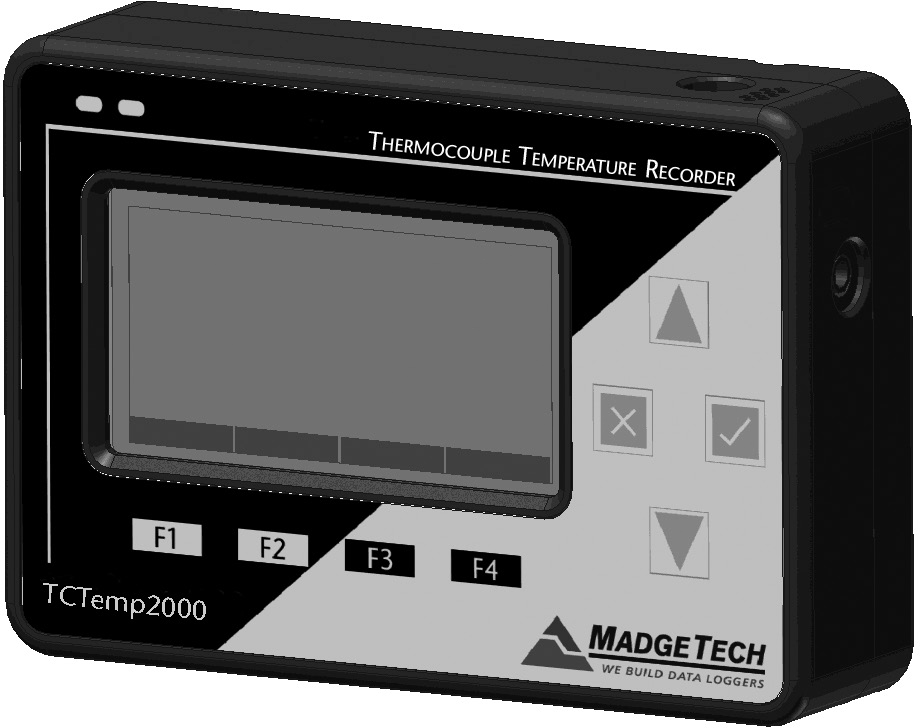 THERMOCOUPLE TEMPERATURE RECORDER
F1 F2 F3 F4
TCTemp2000
MADGETECH
WE BUILD DATA LOGGERS